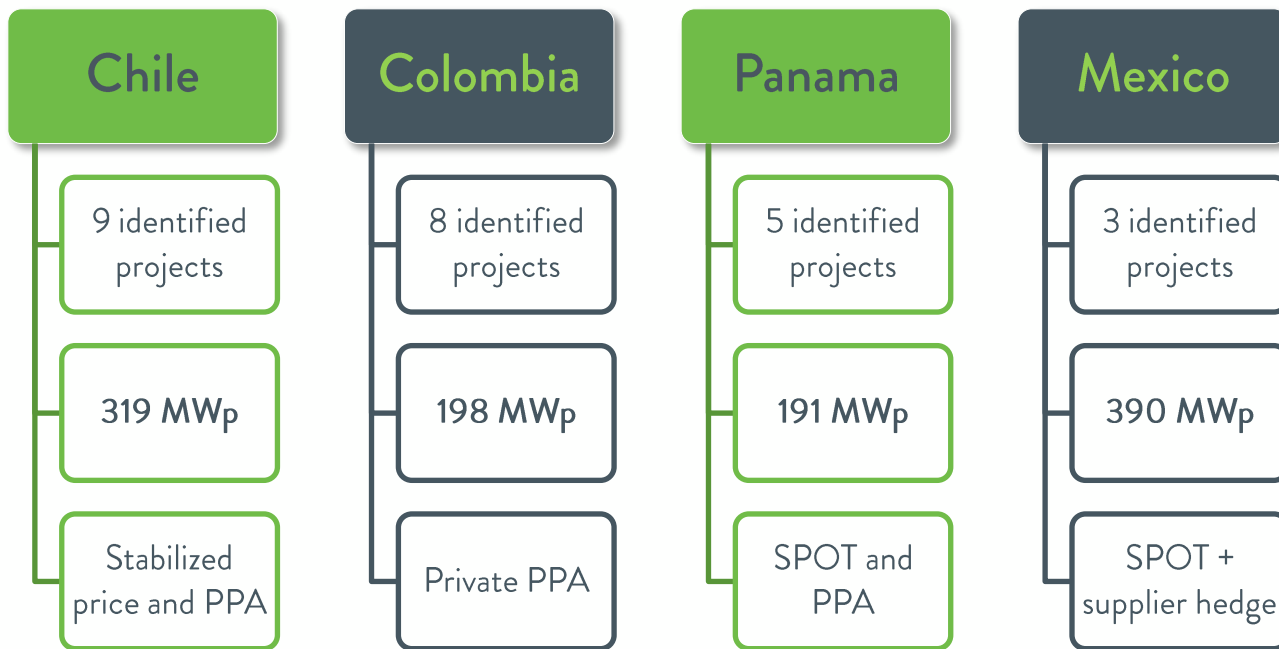 Chile
9 identified
projects
319 MWp
Stabilized
price and PPA
Colombia
8 identified
projects
198 MWp
Private PPA
Panama
5 identified
projects
191 MWp
SPOT and
PPA
Mexico
3 identified
projects
390 MWp
SPOT +
supplier hedge